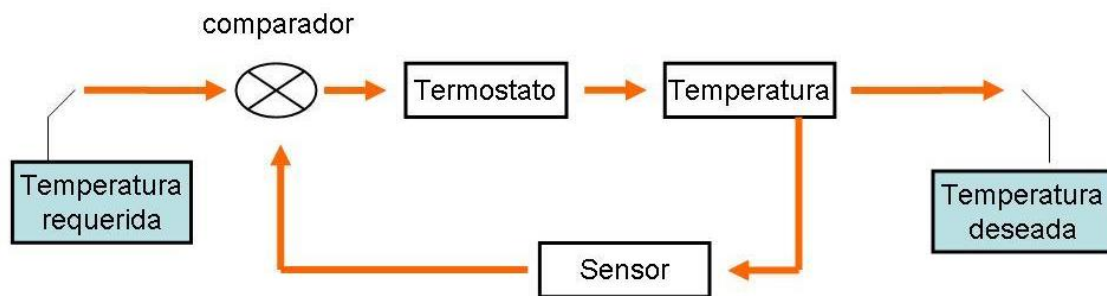 comparador
Termostato
Temperatura
Temperatura
requerida
Temperatura
deseada
Sensor